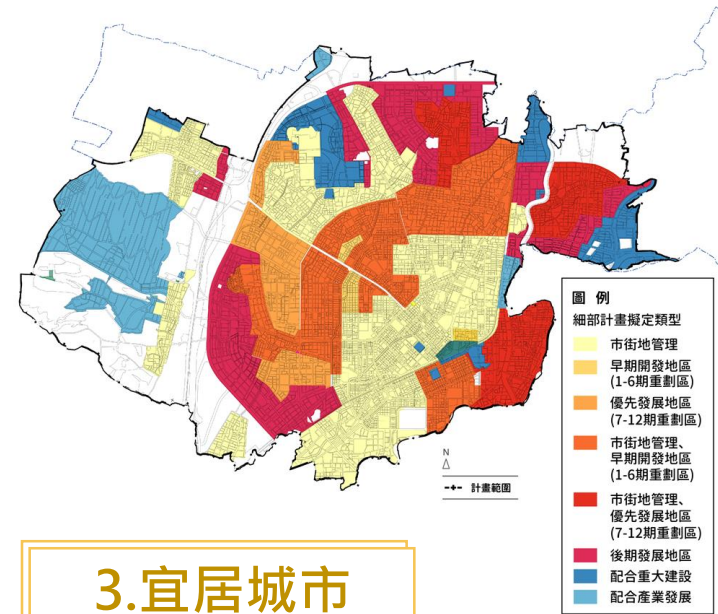 圖 例
細部計畫擬定類型
市街地管理
早期開發地區
(1-6期重劃區)
優先發展地區
(7-12期重劃區)
市街地管理、
早期開發地區
(1-6期重劃區)
市街地管理、
優先發展地區
(7-12期重劃區)
後期發展地區
配合重大建設
配合產業發展
N
計畫範圍
3.宜居城市